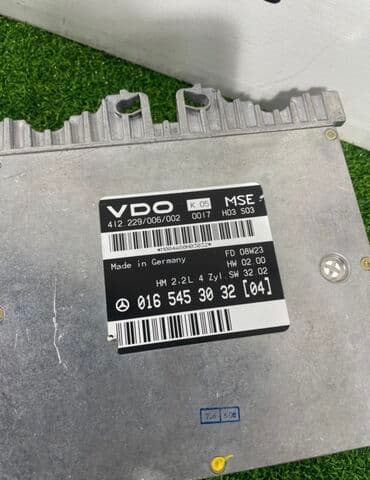 VDO K 05 MSE
412.229/006/002 0017 H03 S03
Made in Germany FD 08W23
HW 02.00
HM 2.2L 4 Zyl. SW 32.02
016 545 30 32 [04]